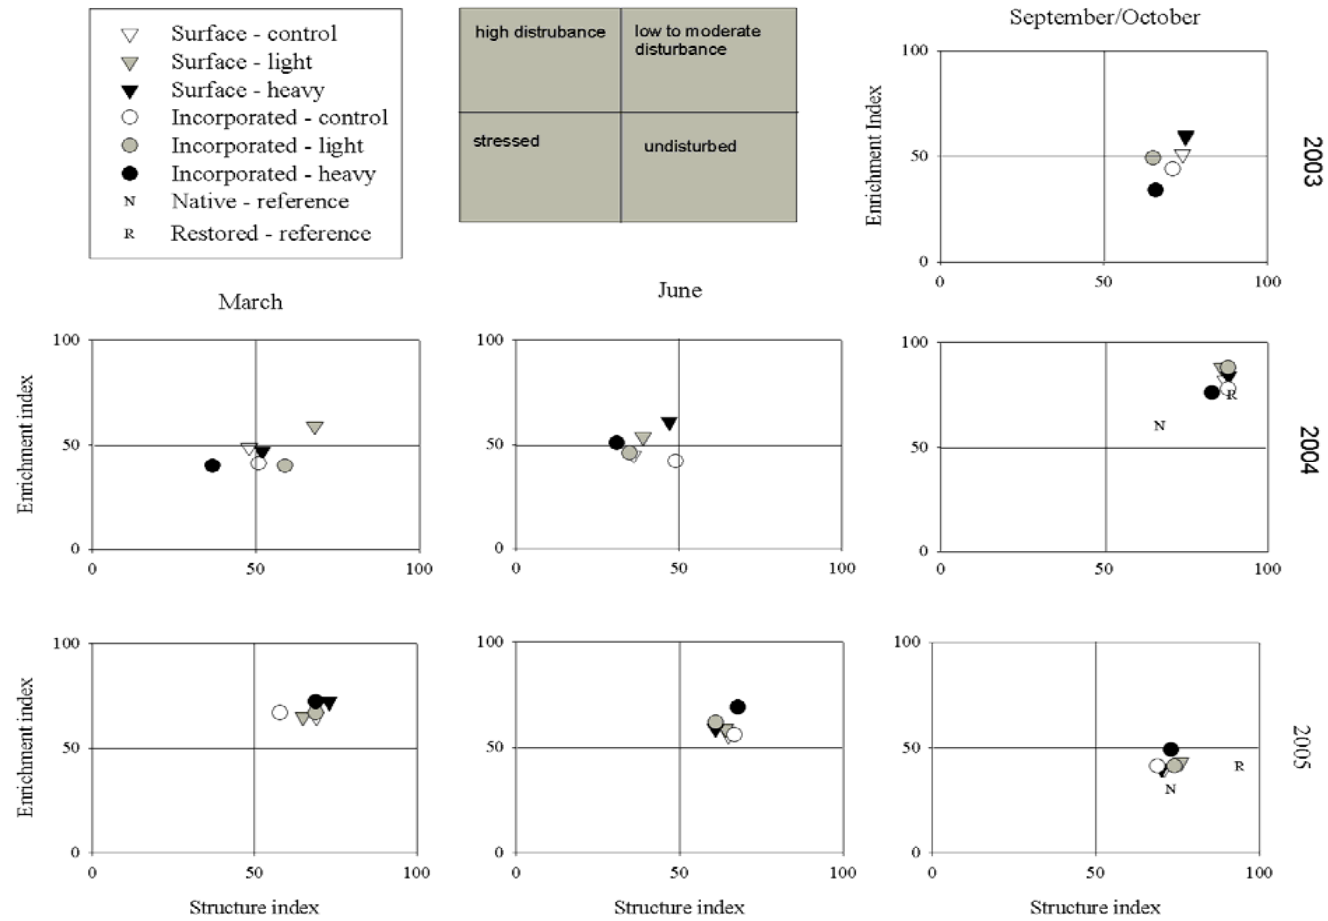 Surface - control
Surface - light
Surface - heavy
Incorporated - control
Incorporated - light
Incorporated - heavy
N Native - reference
R Restored - reference
high distrubance
low to moderate
disturbance
stressed
undisturbed
September/October
100
50
0
Enrichment Index
0 50 100
2003
March
100
50
0
Enrichment index
0 50 100
June
100
50
0
0 50 100
100
50
0
N
R
0 50 100
2004
100
50
0
Enrichment index
0 50 100
Structure index
100
50
0
0 50 100
Structure index
100
50
0
N
R
0 50 100
Structure index
2005